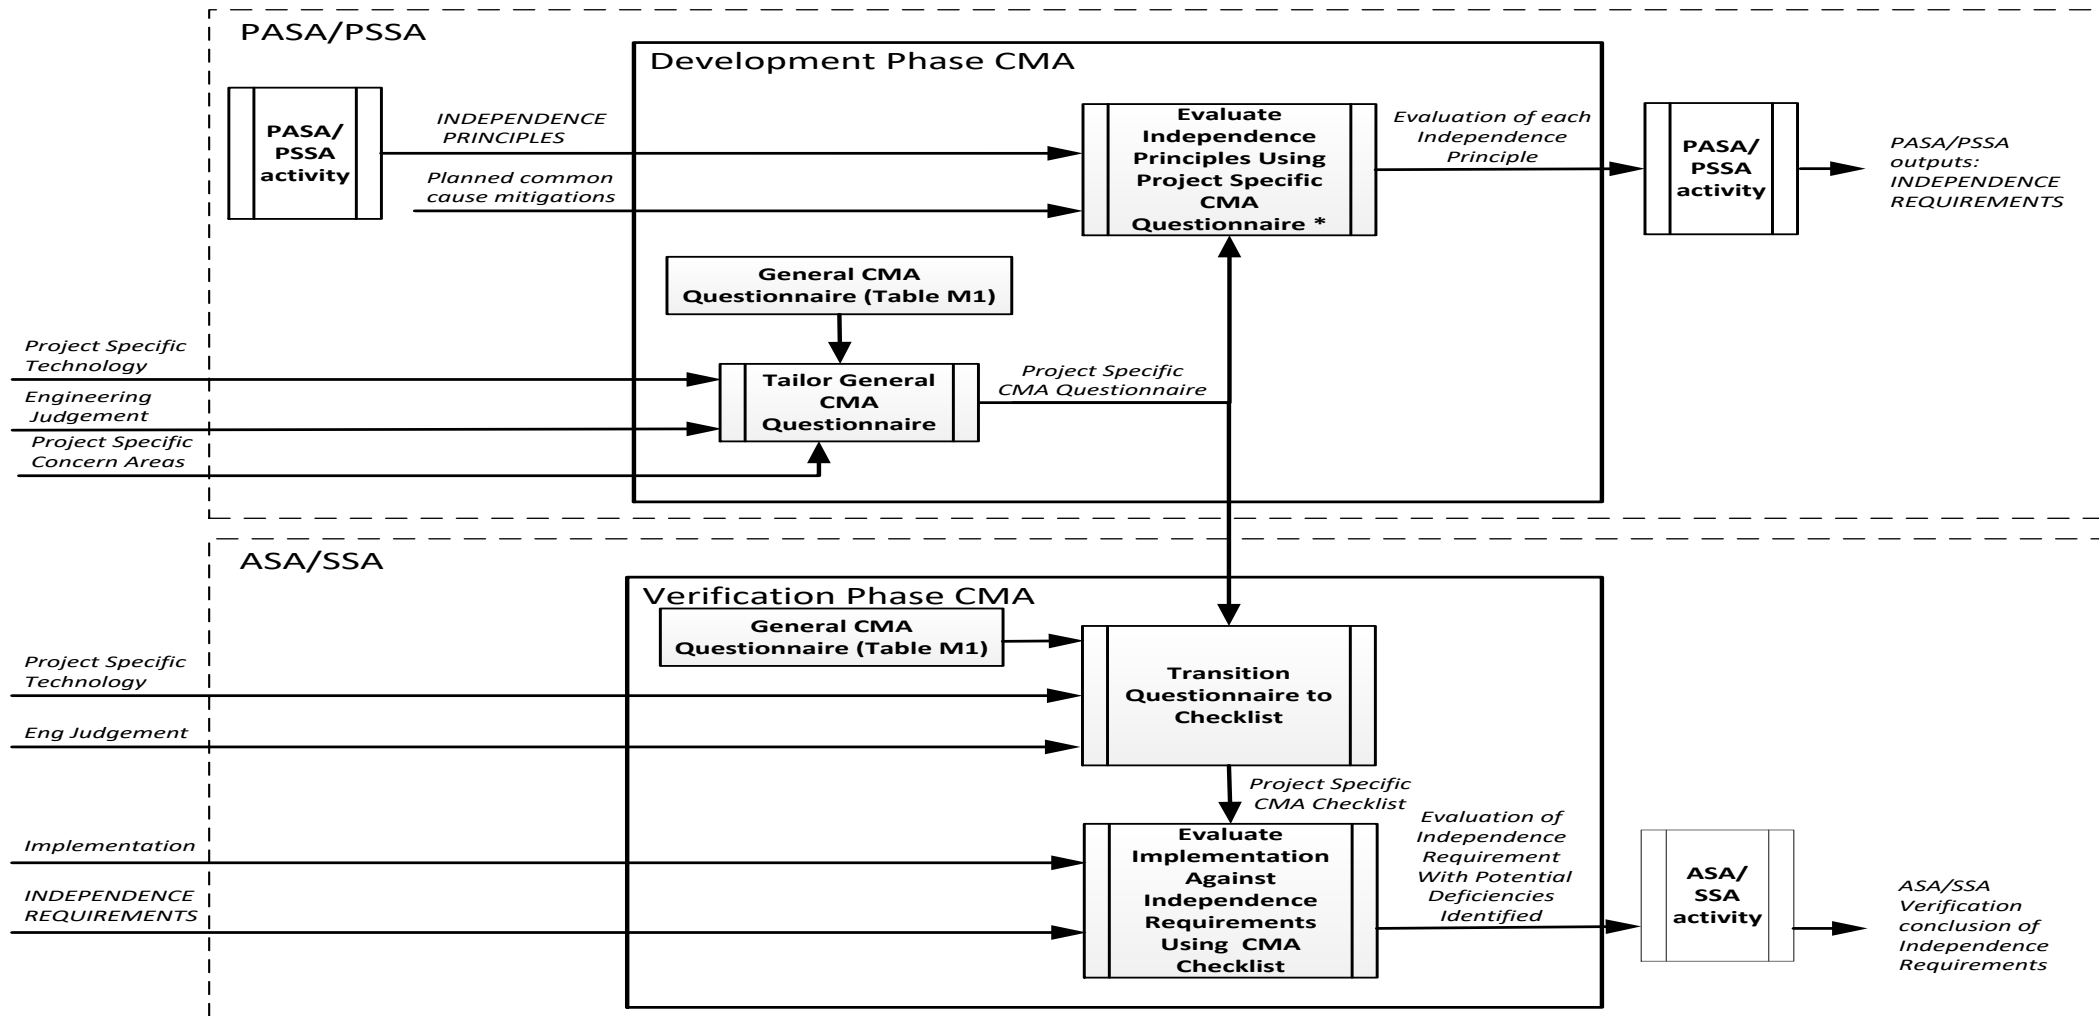 PASA/PSSA
Development Phase CMA
PASA/
PSSA
activity
INDEPENDENCE
PRINCIPLES
Planned common
cause mitigations
Evaluate
Independence
Principles Using
Project Specific
CMA
Questionnaire *
Evaluation of each
Independence
Principle
PASA/
PSSA
activity
PASA/PSSA
outputs:
INDEPENDENCE
REQUIREMENTS
General CMA
Questionnaire (Table M1)
Project Specific
Technology
Engineering
Judgement
Project Specific
Concern Areas
Tailor General
CMA
Questionnaire
Project Specific
CMA Questionnaire
ASA/SSA
Verification Phase CMA
General CMA
Questionnaire (Table M1)
Project Specific
Technology
Eng Judgement
Transition
Questionnaire to
Checklist
Project Specific
CMA Checklist
Implementation
INDEPENDENCE
REQUIREMENTS
Evaluate
Implementation
Against
Independence
Requirements
Using CMA
Checklist
Evaluation of
Independence
Requirement
With Potential
Deficiencies
Identified
ASA/
SSA
activity
ASA/SSA
Verification
conclusion of
Independence
Requirements